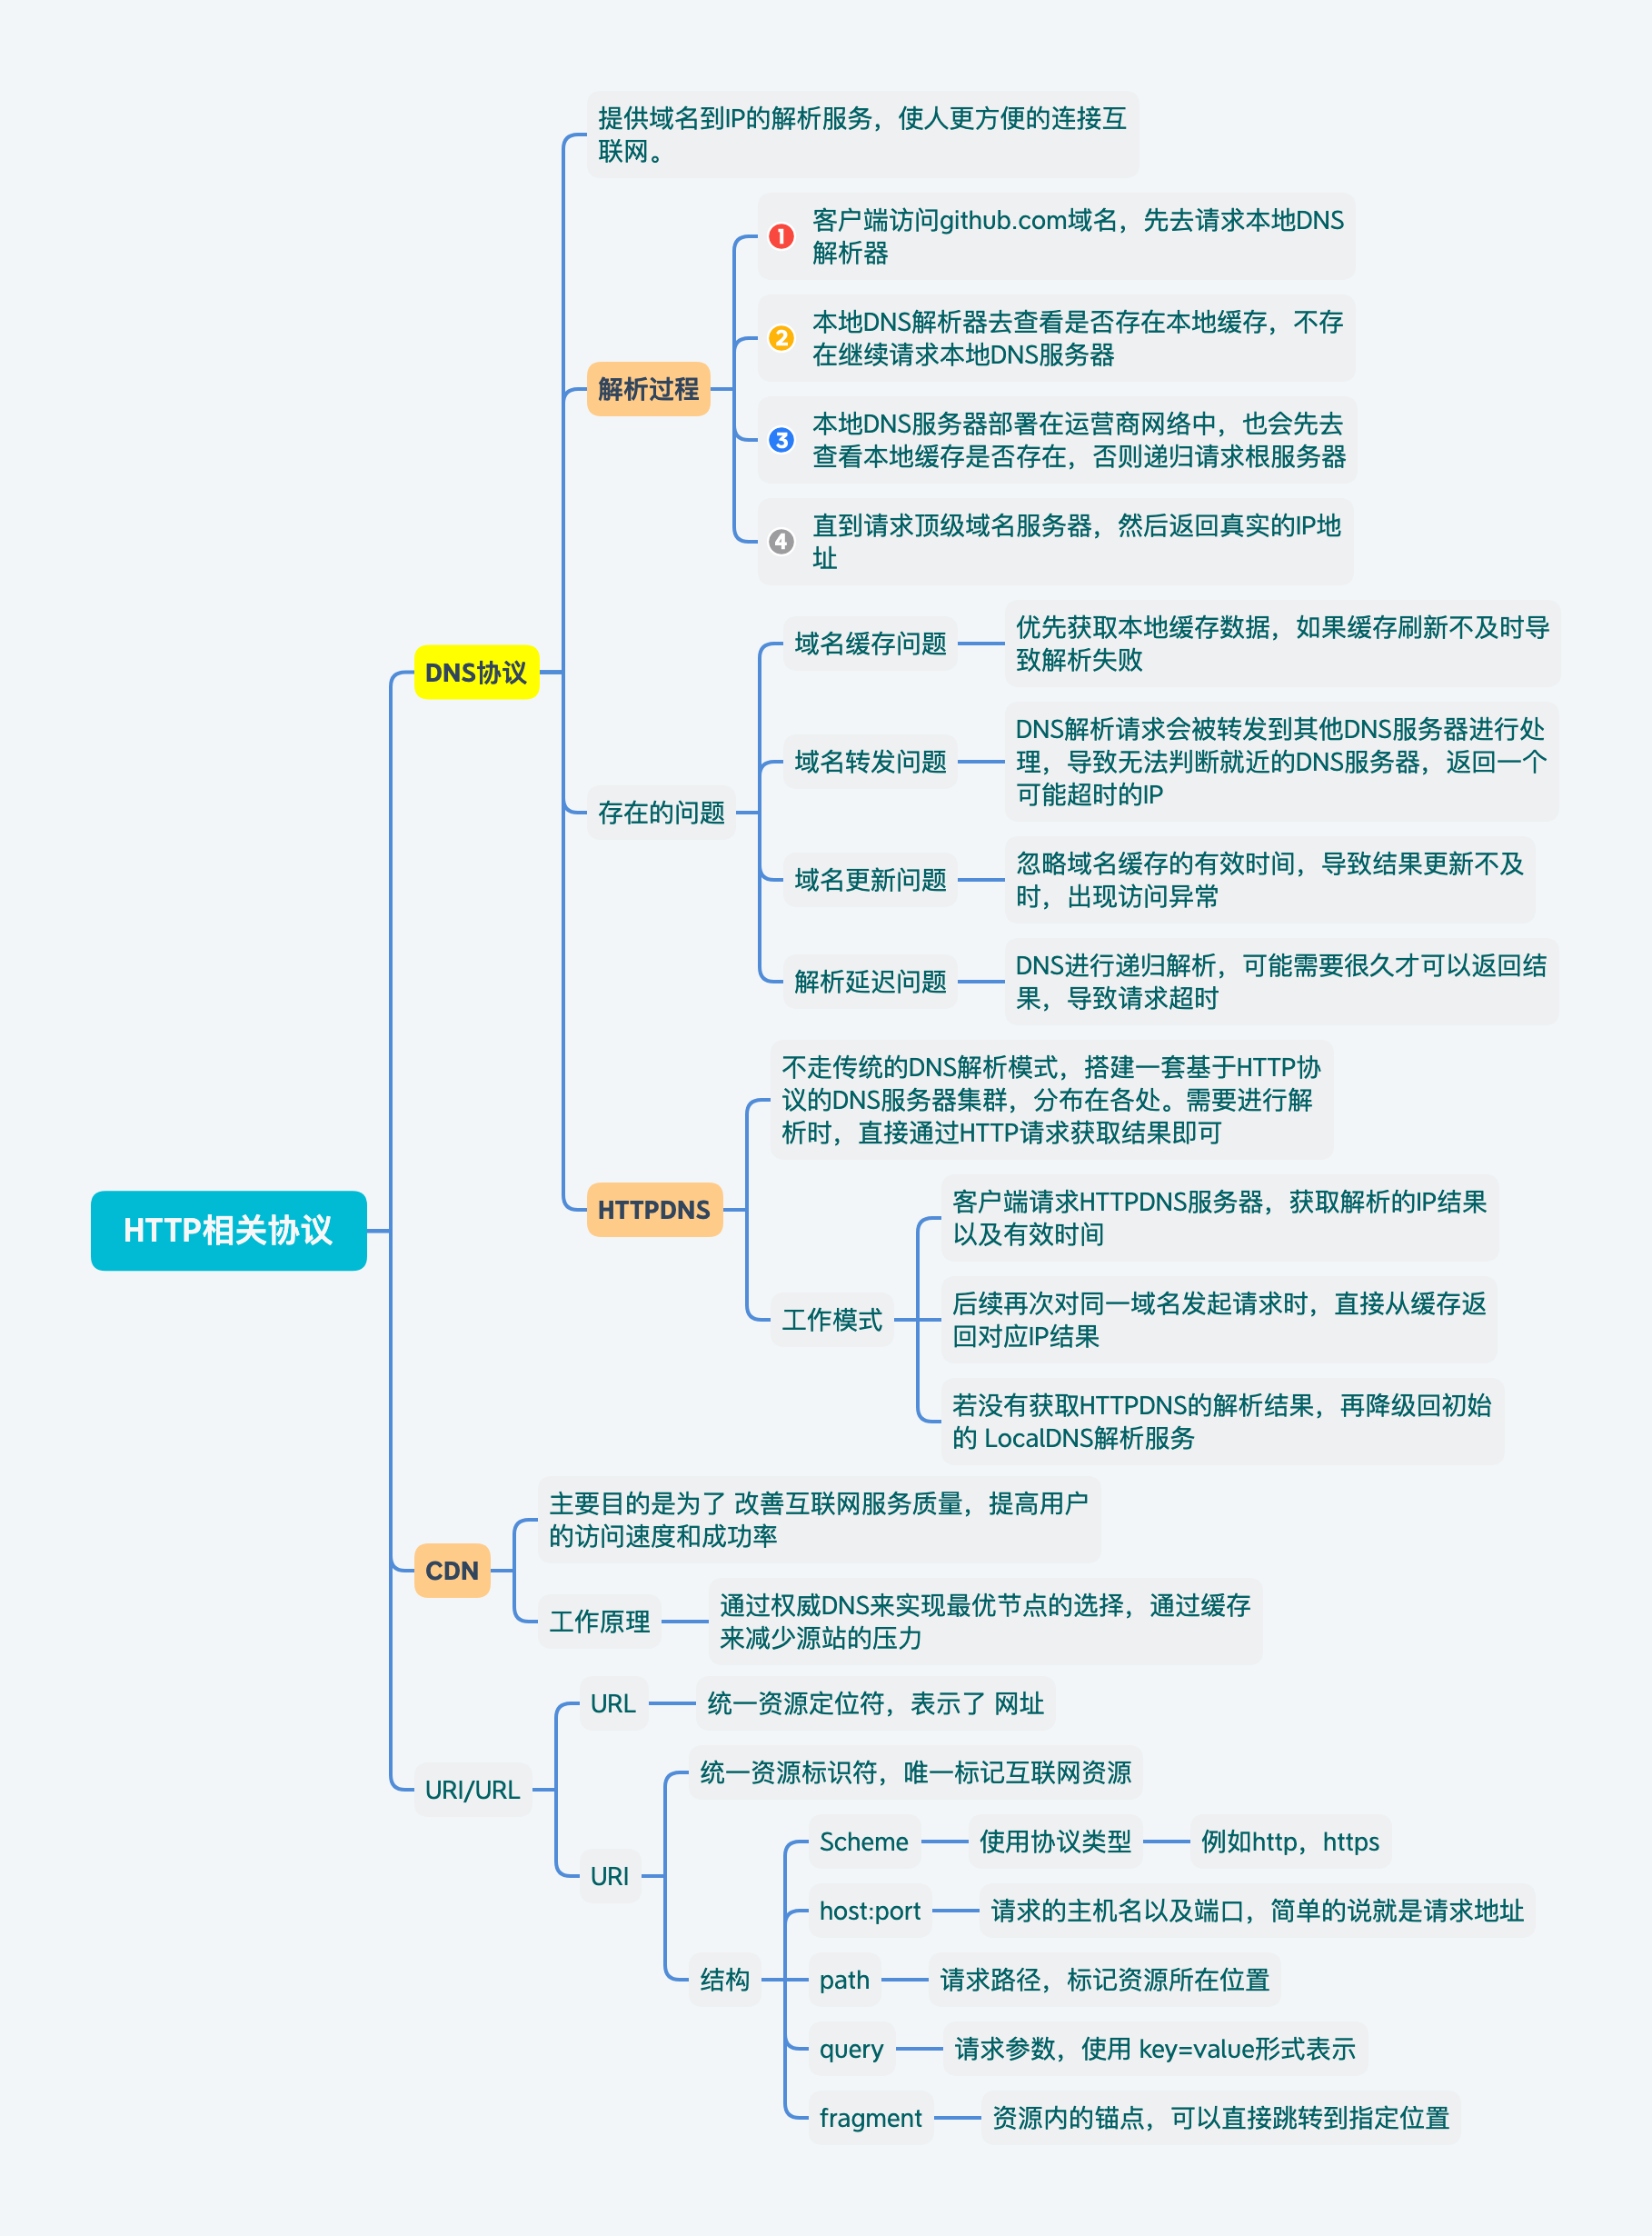 HTTP相关协议
DNS协议
提供域名到IP的解析服务，使人更方便的连接互
联网。
解析过程
1
客户端访问github.com域名，先去请求本地DNS
解析器
2
本地DNS解析器去查看是否存在本地缓存，不存
在继续请求本地DNS服务器
3
本地DNS服务器部署在运营商网络中，也会先去
查看本地缓存是否存在，否则递归请求根服务器
4
直到请求顶级域名服务器，然后返回真实的IP地
址
存在的问题
域名缓存问题
优先获取本地缓存数据，如果缓存刷新不及时导
致解析失败
域名转发问题
DNS解析请求会被转发到其他DNS服务器进行处
理，导致无法判断就近的DNS服务器，返回一个
可能超时的IP
域名更新问题
忽略域名缓存的有效时间，导致结果更新不及
时，出现访问异常
解析延迟问题
DNS进行递归解析，可能需要很久才可以返回结
果，导致请求超时
HTTPDNS
不走传统的DNS解析模式，搭建一套基于HTTP协
议的DNS服务器集群，分布在各处。需要进行解
析时，直接通过HTTP请求获取结果即可
工作模式
客户端请求HTTPDNS服务器，获取解析的IP结果
以及有效时间
后续再次对同一域名发起请求时，直接从缓存返
回对应IP结果
若没有获取HTTPDNS的解析结果，再降级回初始
的 LocalDNS解析服务
CDN
主要目的是为了 改善互联网服务质量，提高用户
的访问速度和成功率
工作原理
通过权威DNS来实现最优节点的选择，通过缓存
来减少源站的压力
URI/URL
URL
统一资源定位符，表示了 网址
URI
统一资源标识符，唯一标记互联网资源
结构
Scheme
使用协议类型
例如http，https
host:port
请求的主机名以及端口，简单的说就是请求地址
path
请求路径，标记资源所在位置
query
请求参数，使用 key=value形式表示
fragment
资源内的锚点，可以直接跳转到指定位置